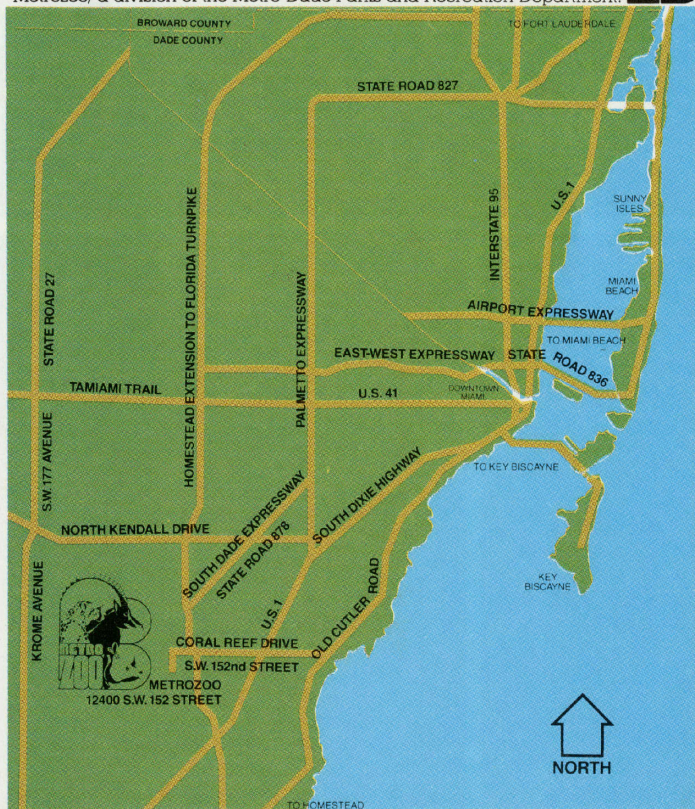 Metrozoo, a division of the Metro Dade Parks and Recreation Department.
BROWARD COUNTY
DADE COUNTY
TO FORT LAUDERDALE
STATE ROAD 827
STATE ROAD 27
HOMESTEAD EXTENSION TO FLORIDA TURNPIKE
PALMETTO EXPRESSWAY
INTERSTATE 95
U.S. 1
SUNNY
ISLES
MIAMI
BEACH
AIRPORT EXPRESSWAY
TO MIAMI BEACH
EAST-WEST EXPRESSWAY STATE ROAD 836
TAMIAMI TRAIL
U.S. 41
DOWNTOWN
MIAMI
S.W. 177 AVENUE
SOUTH DADE EXPRESSWAY
STATE ROAD 878
SOUTH DIXIE HIGHWAY
TO KEY BISCAYNE
NORTH KENDALL DRIVE
KROME AVENUE
U.S. 1
OLD CUTLER ROAD
KEY
BISCAYNE
METRO
ZOO
CORAL REEF DRIVE
S.W. 152nd STREET
METROZOO
12400 S.W. 152 STREET
NORTH
TO HOMESTEAD